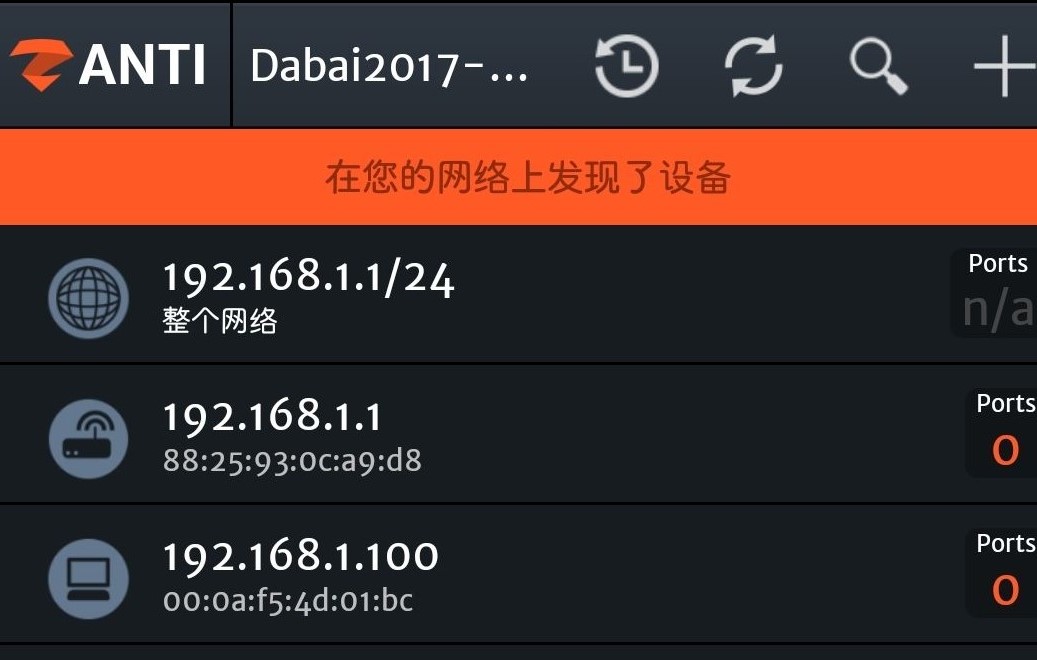 ZANTI
Dabai2017-...
在您的网络上发现了设备
192.168.1.1/24
整个网络
Ports
n/a
192.168.1.1
88:25:93:0c:a9:d8
Ports
0
192.168.1.100
00:0a:f5:4d:01:bc
Ports
0